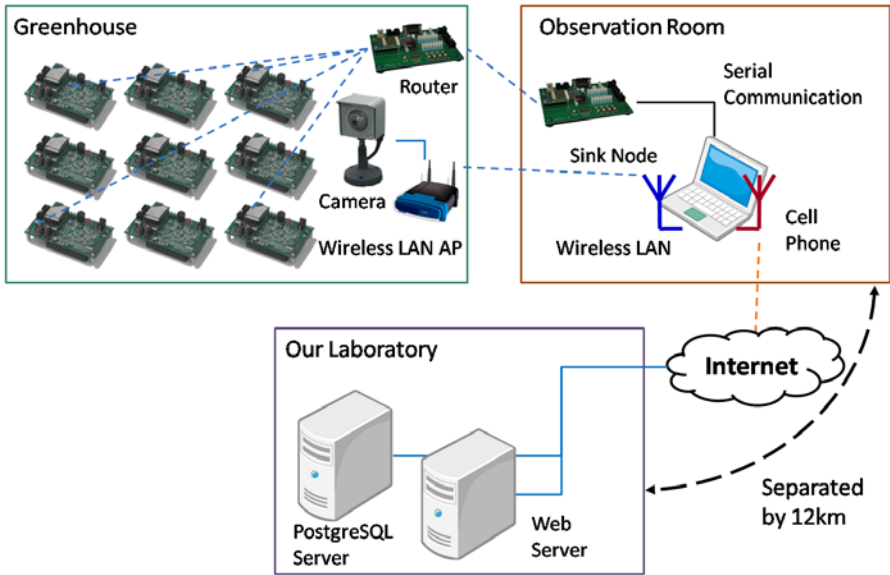 Greenhouse
Router
Camera
Wireless LAN AP
Observation Room
Serial
Communication
Sink Node
Wireless LAN
Cell
Phone
Our Laboratory
PostgreSQL
Server
Web
Server
Internet
Separated
by 12km